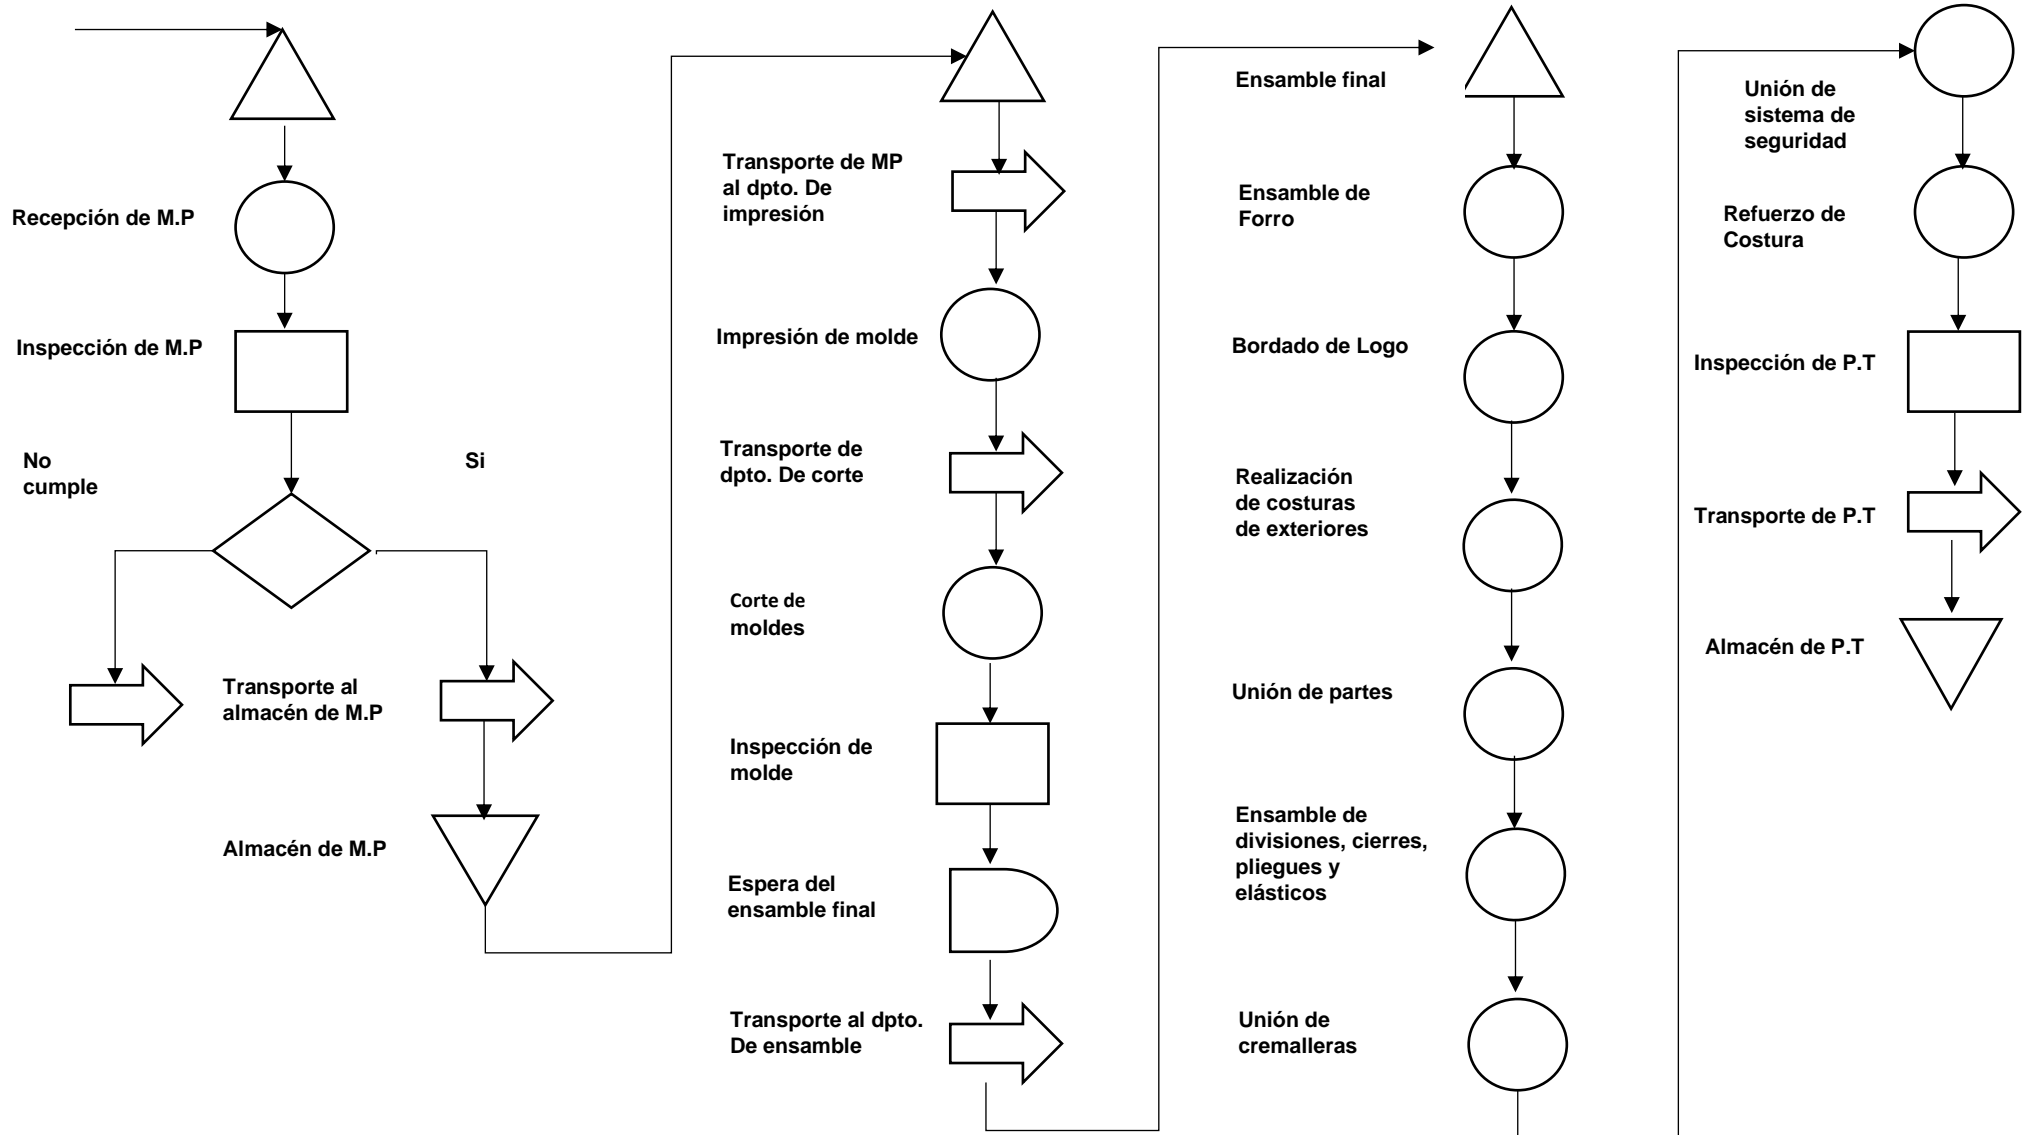 Recepción de M.P
Inspección de M.P
No
cumple
Si
Transporte al
almacén de M.P
Almacén de M.P
Transporte de MP
al dpto. De
impresión
Impresión de molde
Transporte de
dpto. De corte
Corte de
moldes
Inspección de
molde
Espera del
ensamble final
Transporte al dpto.
De ensamble
Ensamble final
Ensamble de
Forro
Bordado de Logo
Realización
de costuras
de exteriores
Unión de partes
Ensamble de
divisiones, cierres,
pliegues y
elásticos
Unión de
cremalleras
Unión de
sistema de
seguridad
Refuerzo de
Costura
Inspección de P.T
Transporte de P.T
Almacén de P.T